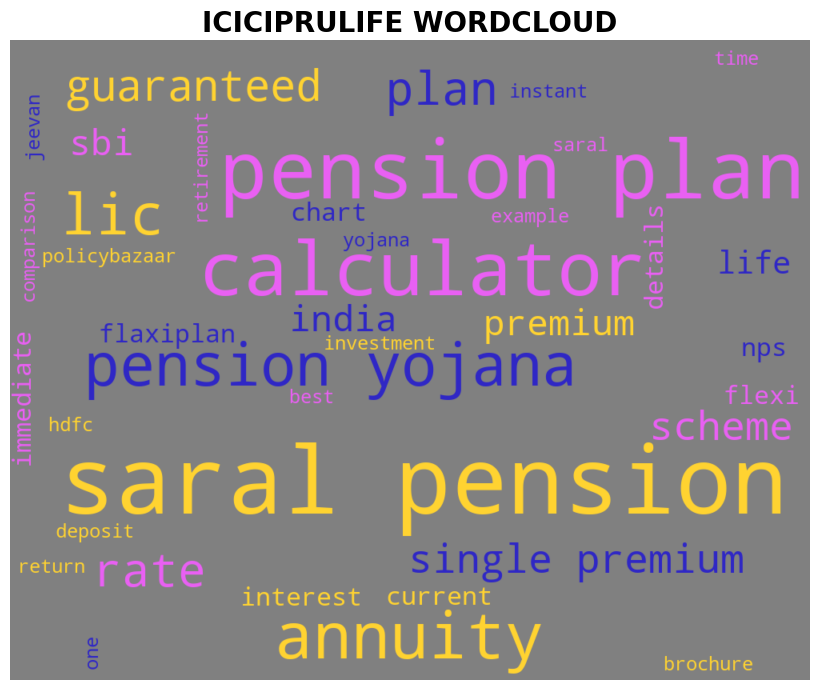 ICICIPRULIFE WORDCLOUD
time
guaranteed
plan
instant
jeevan
sbi
retirement
saral
pension plan
lic
chart
example
comparison
policybazaar
yojana
calculator
details
life
india
premium
flaxiplan
investment
nps
pension yojana
immediate
best
flexi
hdfc
scheme
saral pension
deposit
return
rate
single premium
interest
current
annuity
one
brochure